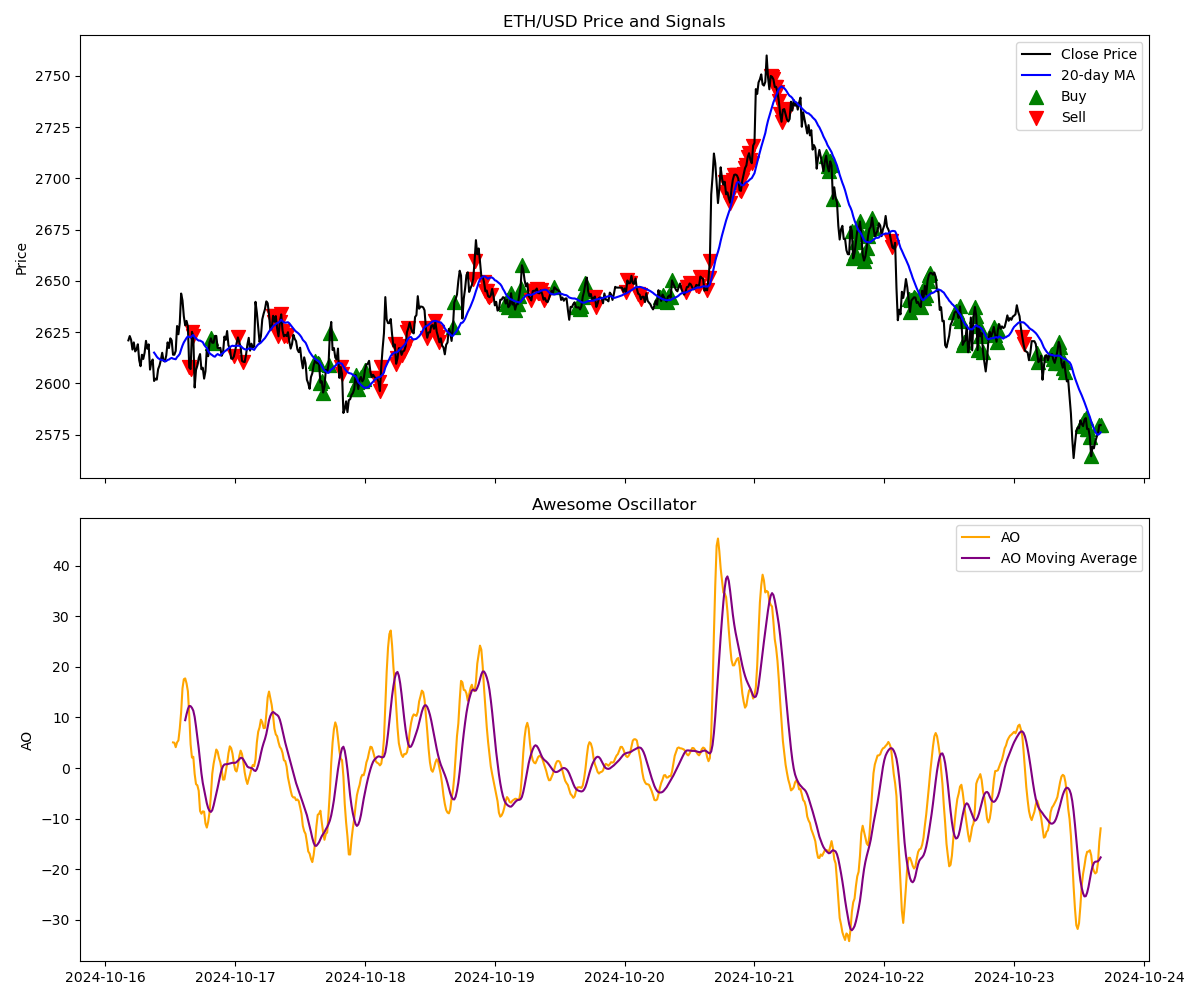 ETH/USD Price and Signals
Price
2750
2725
2700
2675
2650
2625
2600
2575
Close Price
20-day MA
Buy
Sell
Awesome Oscillator
AO
40
30
20
10
0
−10
−20
−30
AO
AO Moving Average
2024-10-16
2024-10-17
2024-10-18
2024-10-19
2024-10-20
2024-10-21
2024-10-22
2024-10-23
2024-10-24